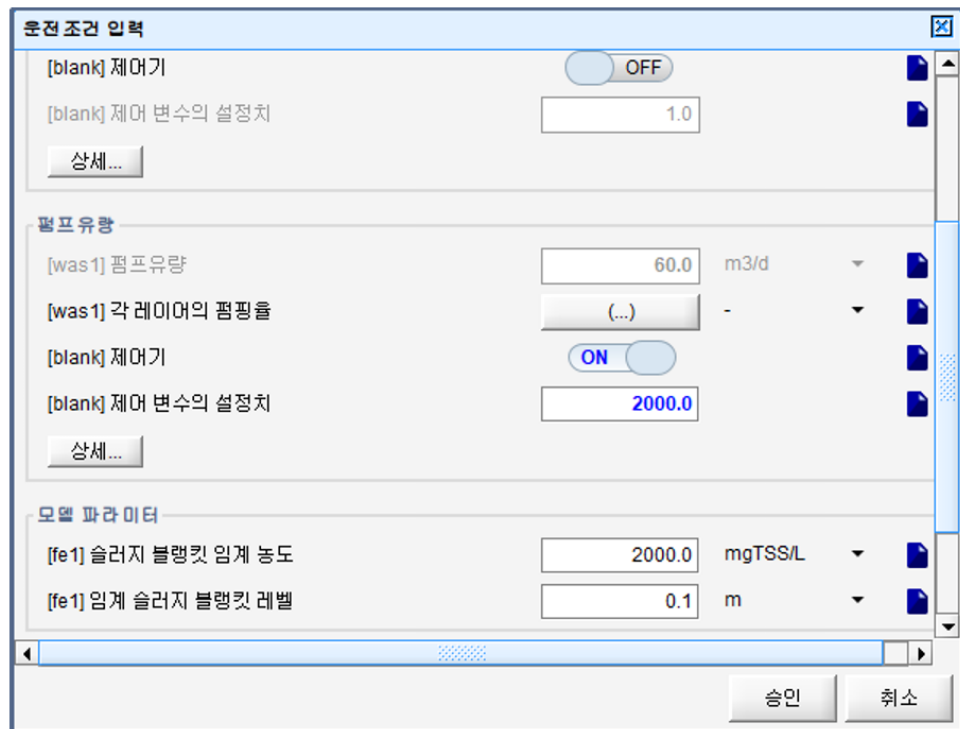 운전조건 입력
[blank] 제어기 OFF
[blank] 제어 변수의 설정치 1.0
상세...
펌프유량
[was1] 펌프유량 60.0 m3/d
[was1] 각 레이어의 펌핑율 (...) -
[blank] 제어기 ON
[blank] 제어 변수의 설정치 2000.0
상세...
모델 파라미터
[fe1] 슬러지 블랭킷 임계 농도 2000.0 mgTSS/L
[fe1] 임계 슬러지 블랭킷 레벨 0.1 m
승인 취소